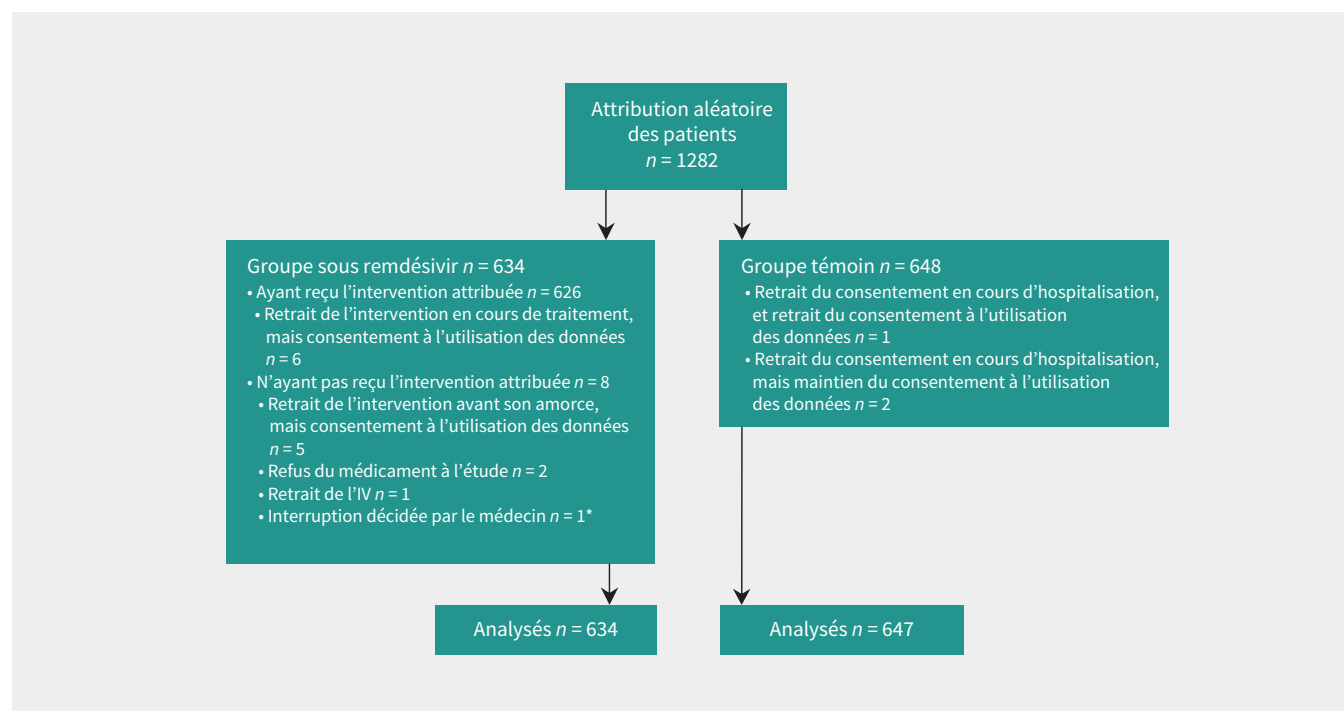 Attribution aléatoire
des patients
n = 1282
Groupe sous remdésivir n = 634
• Ayant reçu l’intervention attribuée n = 626
• Retrait de l’intervention en cours de traitement,
mais consentement à l’utilisation des données
n = 6
• N’ayant pas reçu l’intervention attribuée n = 8
• Retrait de l’intervention avant son amorce,
mais consentement à l’utilisation des données
n = 5
• Refus du médicament à l’étude n = 2
• Retrait de l’IV n = 1
• Interruption décidée par le médecin n = 1*
Groupe témoin n = 648
• Retrait du consentement en cours d’hospitalisation,
et retrait du consentement à l’utilisation
des données n = 1
• Retrait du consentement en cours d’hospitalisation,
mais maintien du consentement à l’utilisation
des données n = 2
Analysés n = 634
Analysés n = 647